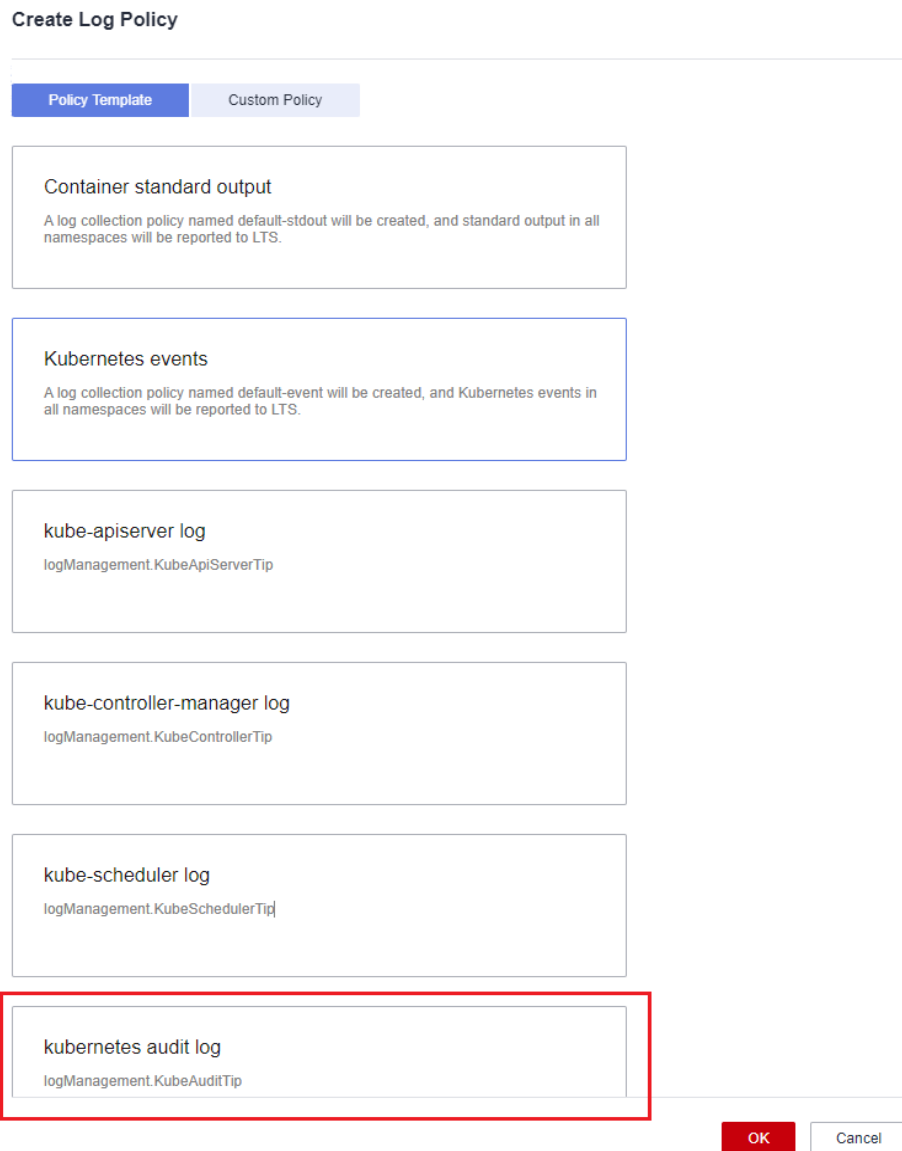 Create Log Policy
Policy Template
Custom Policy
Container standard output
A log collection policy named default-stdout will be created, and standard output in all
namespaces will be reported to LTS.
Kubernetes events
A log collection policy named default-event will be created, and Kubernetes events in
all namespaces will be reported to LTS.
kube-apiserver log
logManagement.KubeApiServerTip
kube-controller-manager log
logManagement.KubeControllerTip
kube-scheduler log
logManagement.KubeSchedulerTip
kubernetes audit log
logManagement.KubeAuditTip
OK
Cancel